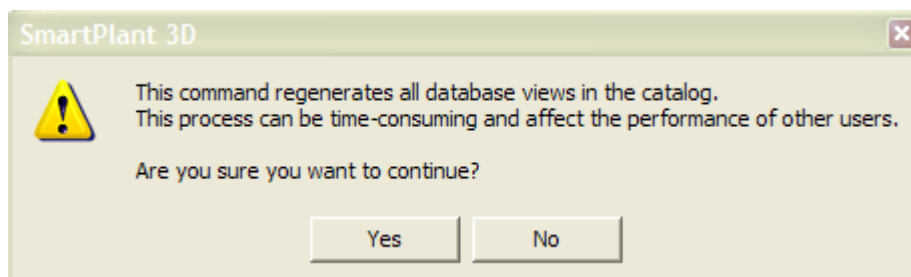 SmartPlant 3D
This command regenerates all database views in the catalog.
This process can be time-consuming and affect the performance of other users.
Are you sure you want to continue?
Yes
No